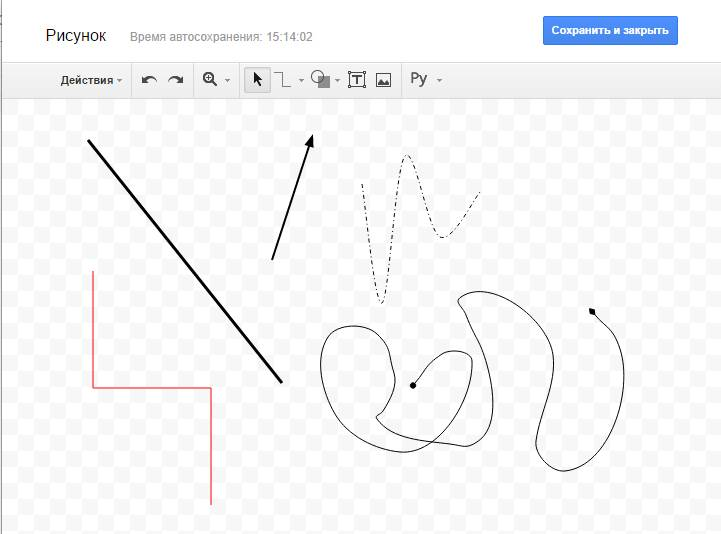 Рисунок
Время автосохранения: 15:14:02
Сохранить и закрыть
Действия
T
Ру